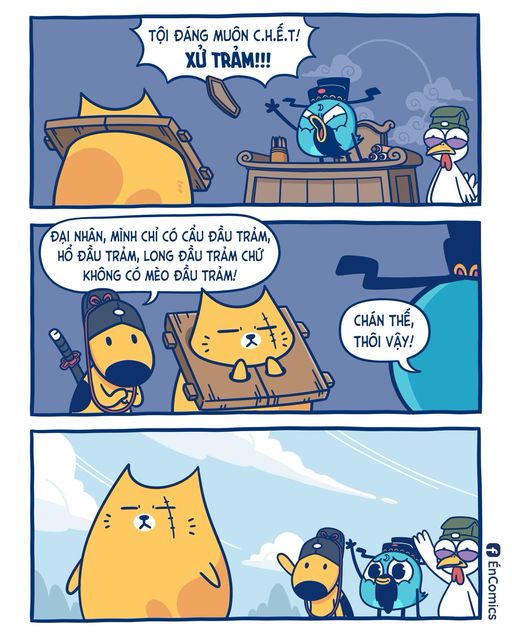 TỘI ĐÁNG MUÔN C.H.Ế.T!
XỬ TRẢM!!!
ĐẠI NHÂN, MÌNH CHỈ CÓ CẨU ĐẦU TRẢM,
HỔ ĐẦU TRẢM, LONG ĐẦU TRẢM CHỨ
KHÔNG CÓ MÈO ĐẦU TRẢM!
CHÁN THẾ,
THÔI VẬY!
ÉnComics